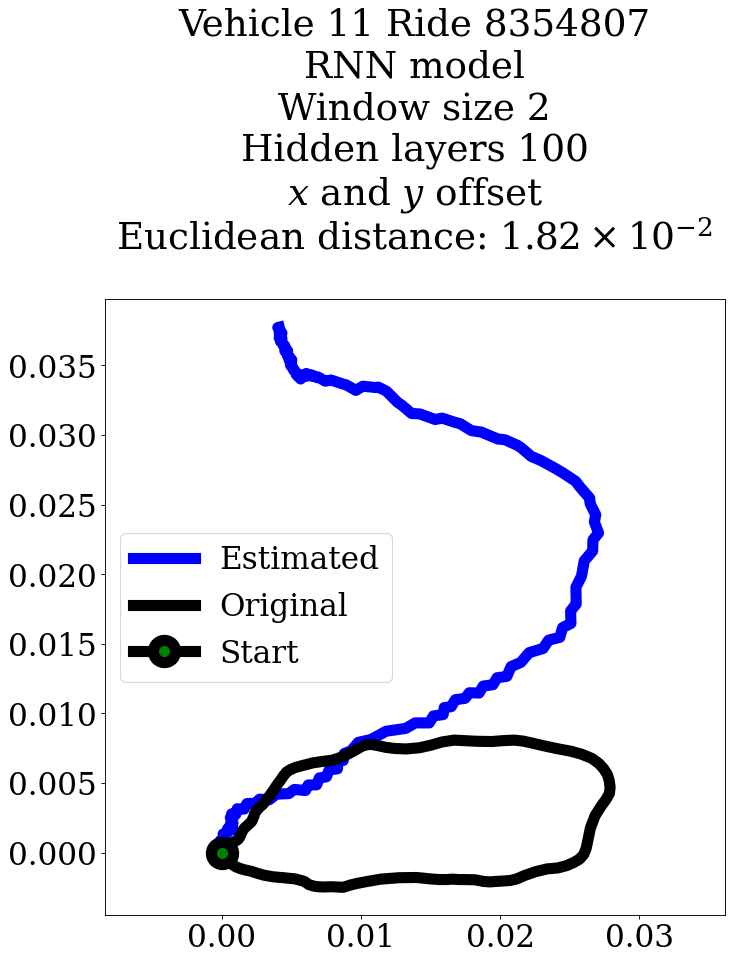 Vehicle 11 Ride 8354807
RNN model
Window size 2
Hidden layers 100
x and y offset
Euclidean distance: 1.82 × 10⁻²
0.035
0.030
0.025
0.020
0.015
0.010
0.005
0.000
Estimated
Original
Start
0.00 0.01 0.02 0.03